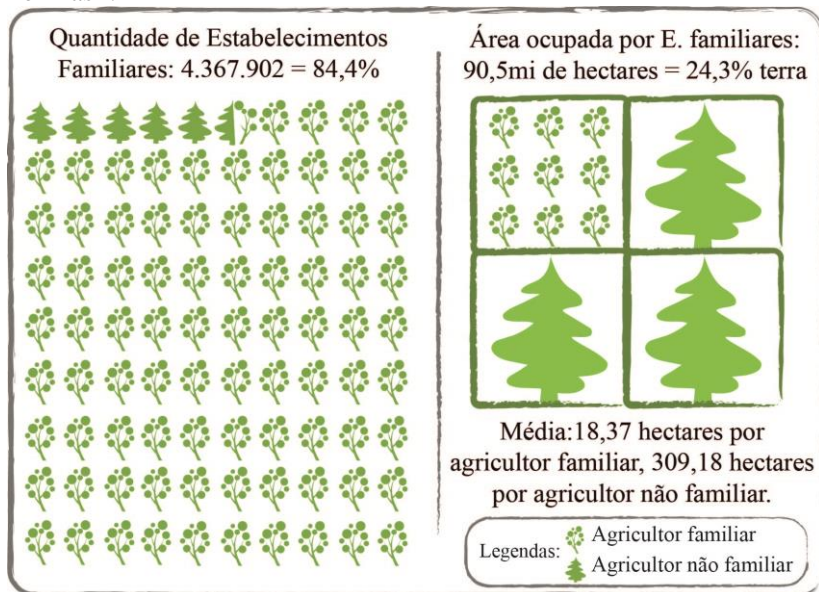 Quantidade de Estabelecimentos
Familiares: 4.367.902 = 84,4%
Área ocupada por E. familiares:
90,5mi de hectares = 24,3% terra
Média:18,37 hectares por
agricultor familiar, 309,18 hectares
por agricultor não familiar.
Legendas:
Agricultor familiar
Agricultor não familiar